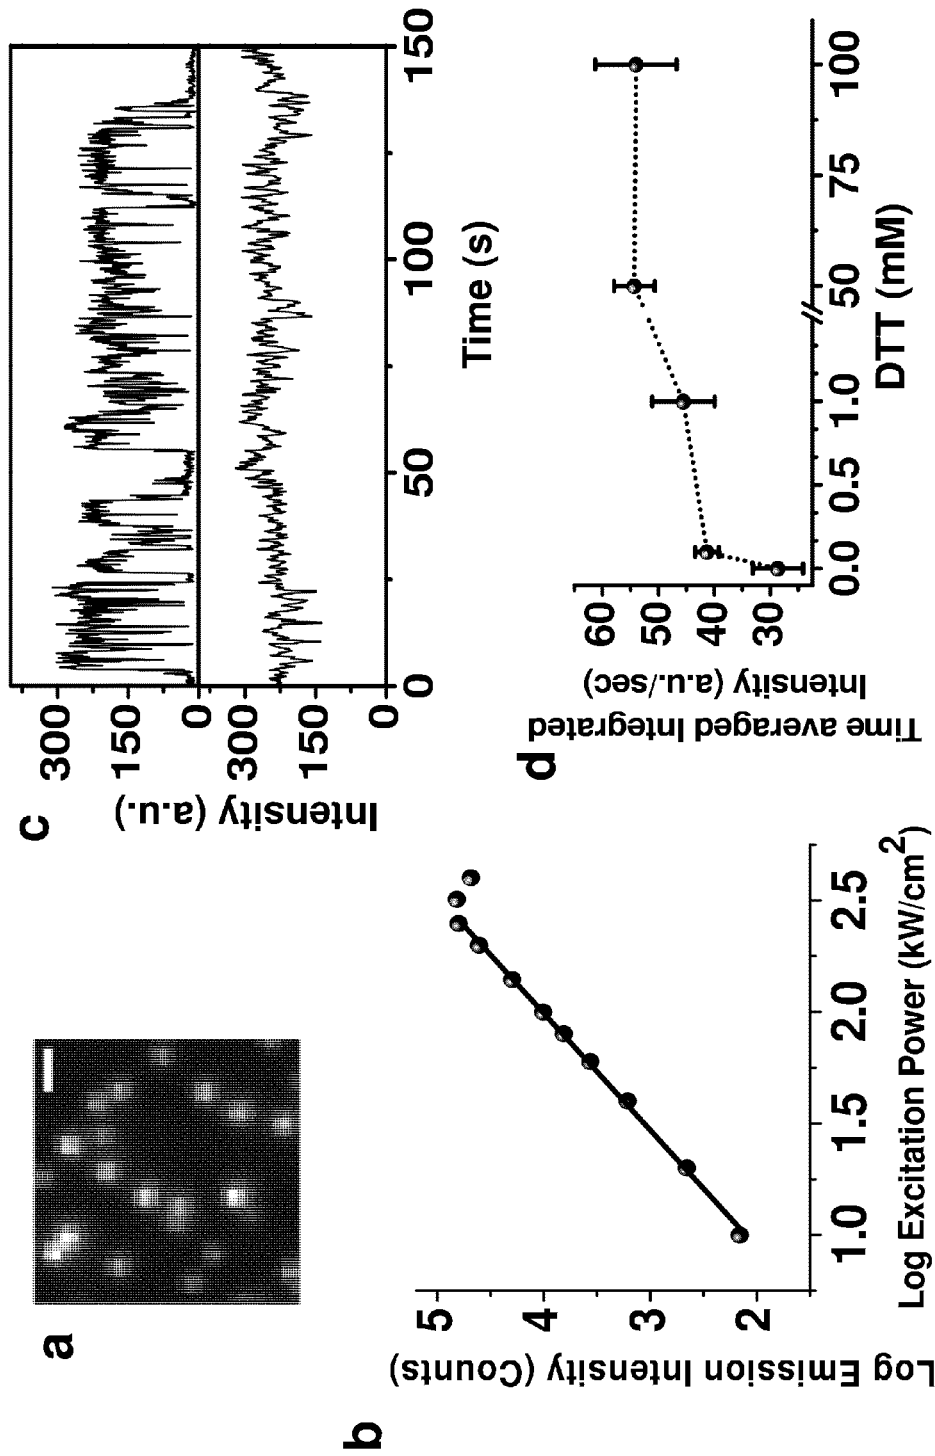 a
b
Log Emission Intensity (Counts)
5
4
3
2
1.0
1.5
2.0
2.5
Log Excitation Power (kW/cm²)
c
Intensity (a.u.)
300
150
0
300
150
0
0
50
100
150
Time (s)
d
Time averaged Integrated
Intensity (a.u./sec)
60
50
40
30
0.0
0.5
1.0
50
75
100
DTT (mM)